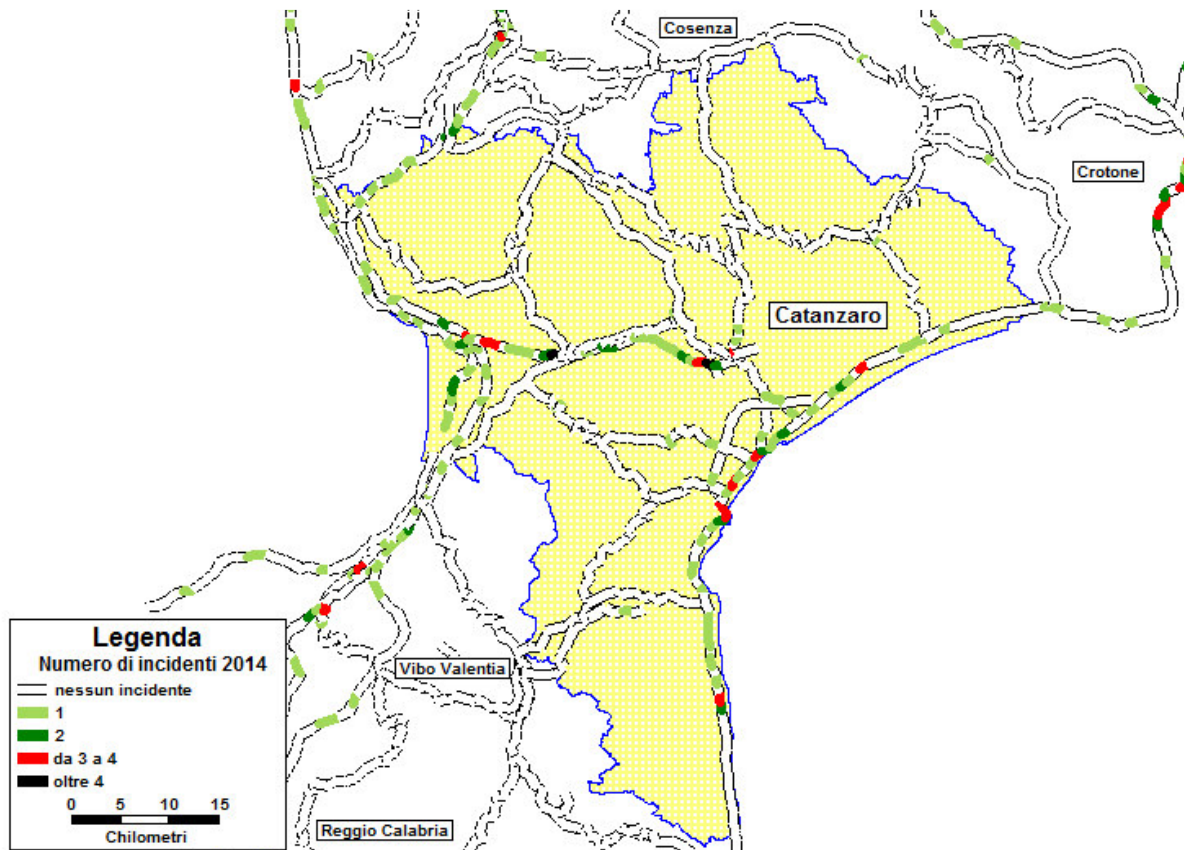 Cosenza
Crotone
Catanzaro
Vibo Valentia
Reggio Calabria
Legenda
Numero di incidenti 2014
nessun incidente
1
2
da 3 a 4
oltre 4
0 5 10 15
Chilometri